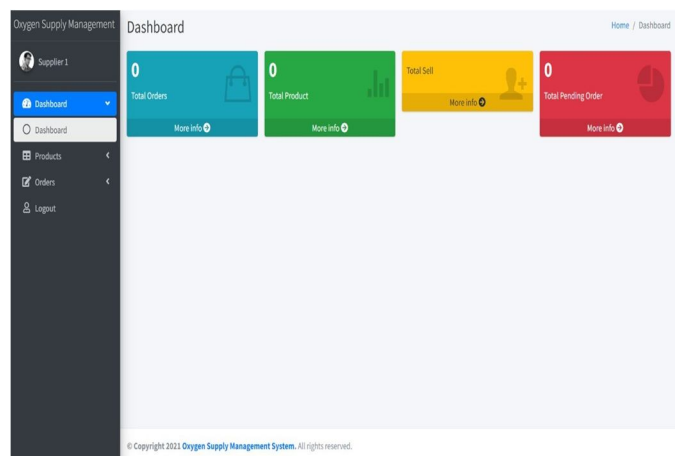 Oxygen Supply Management
Supplier 1
Dashboard
Dashboard
Products
Orders
Logout
Dashboard
Home / Dashboard
0
Total Orders
More info
0
Total Product
More info
Total Sell
More info
0
Total Pending Order
More info
© Copyright 2021 Oxygen Supply Management System. All rights reserved.